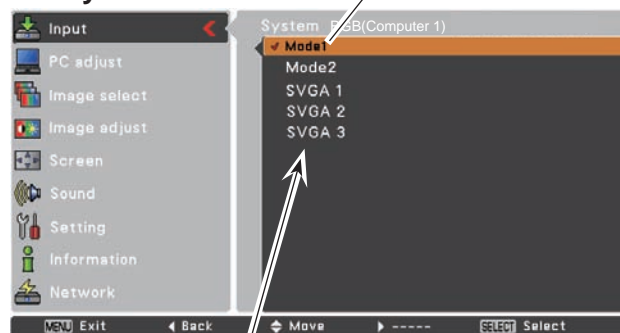 Input
PC adjust
Image select
Image adjust
Screen
Sound
Setting
Information
Network
System RGB(Computer 1)
Mode1
Mode2
SVGA 1
SVGA 2
SVGA 3
MENU Exit
Back
Move
-----
SELECT Select